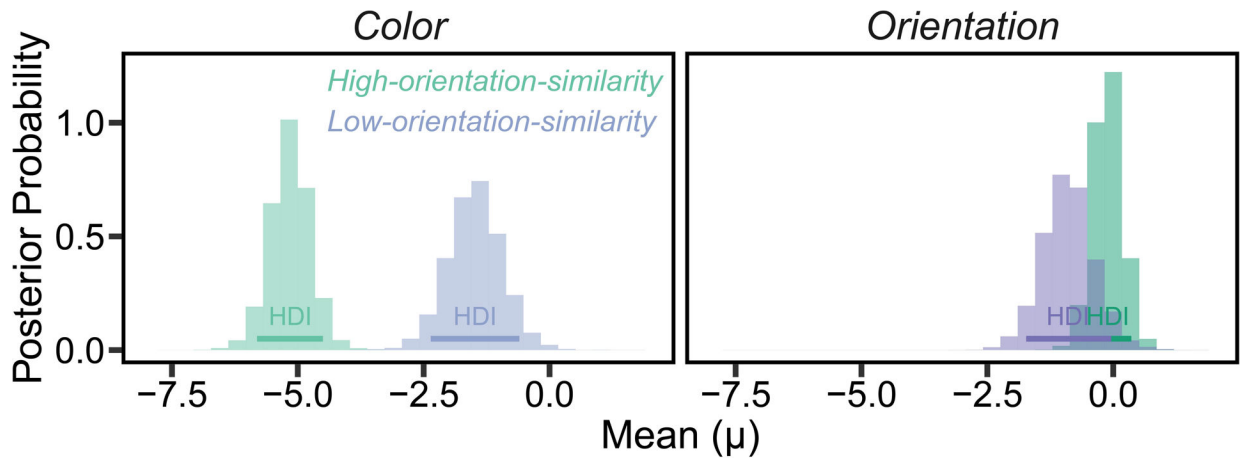 Color
Orientation
High-orientation-similarity
Low-orientation-similarity
Posterior Probability
1.0
0.5
0.0
HDI
HDI
HDI
HDI
−7.5
−5.0
−2.5
0.0
−7.5
−5.0
−2.5
0.0
Mean (μ)